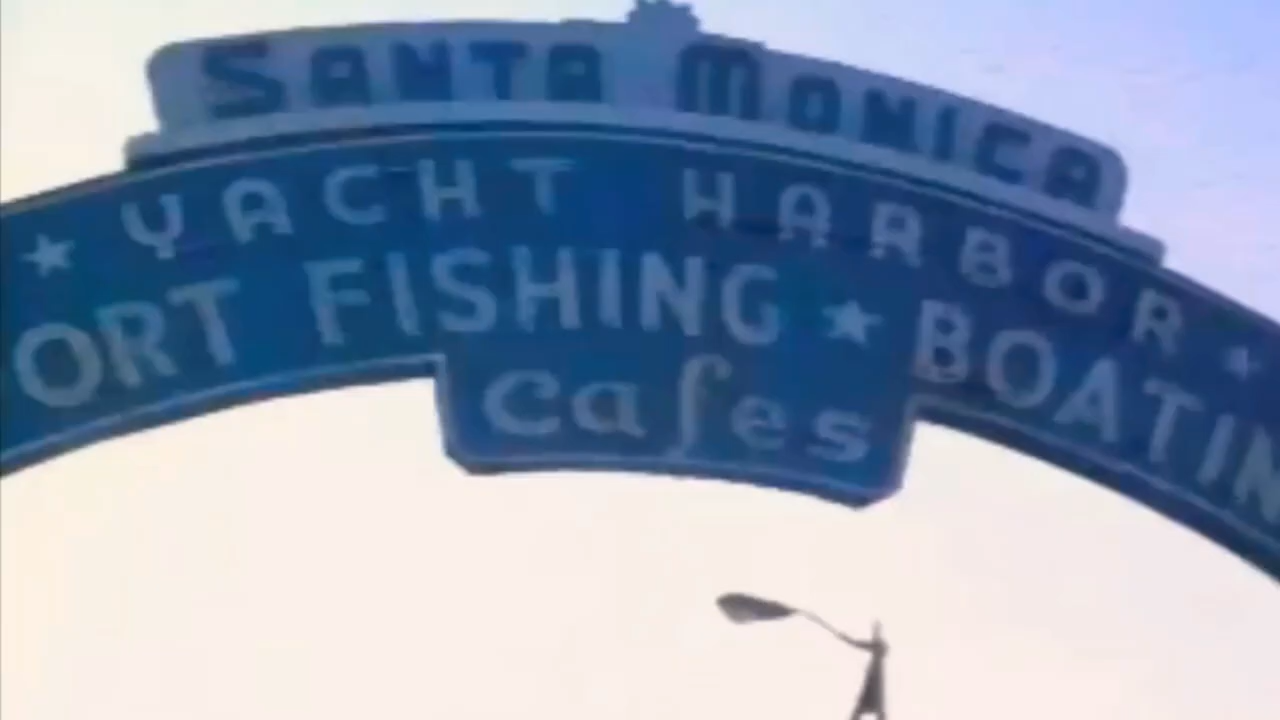 SANTA MONICA
★ YACHT HARBOR ★
ORT FISHING ★ BOATIN
Cafes